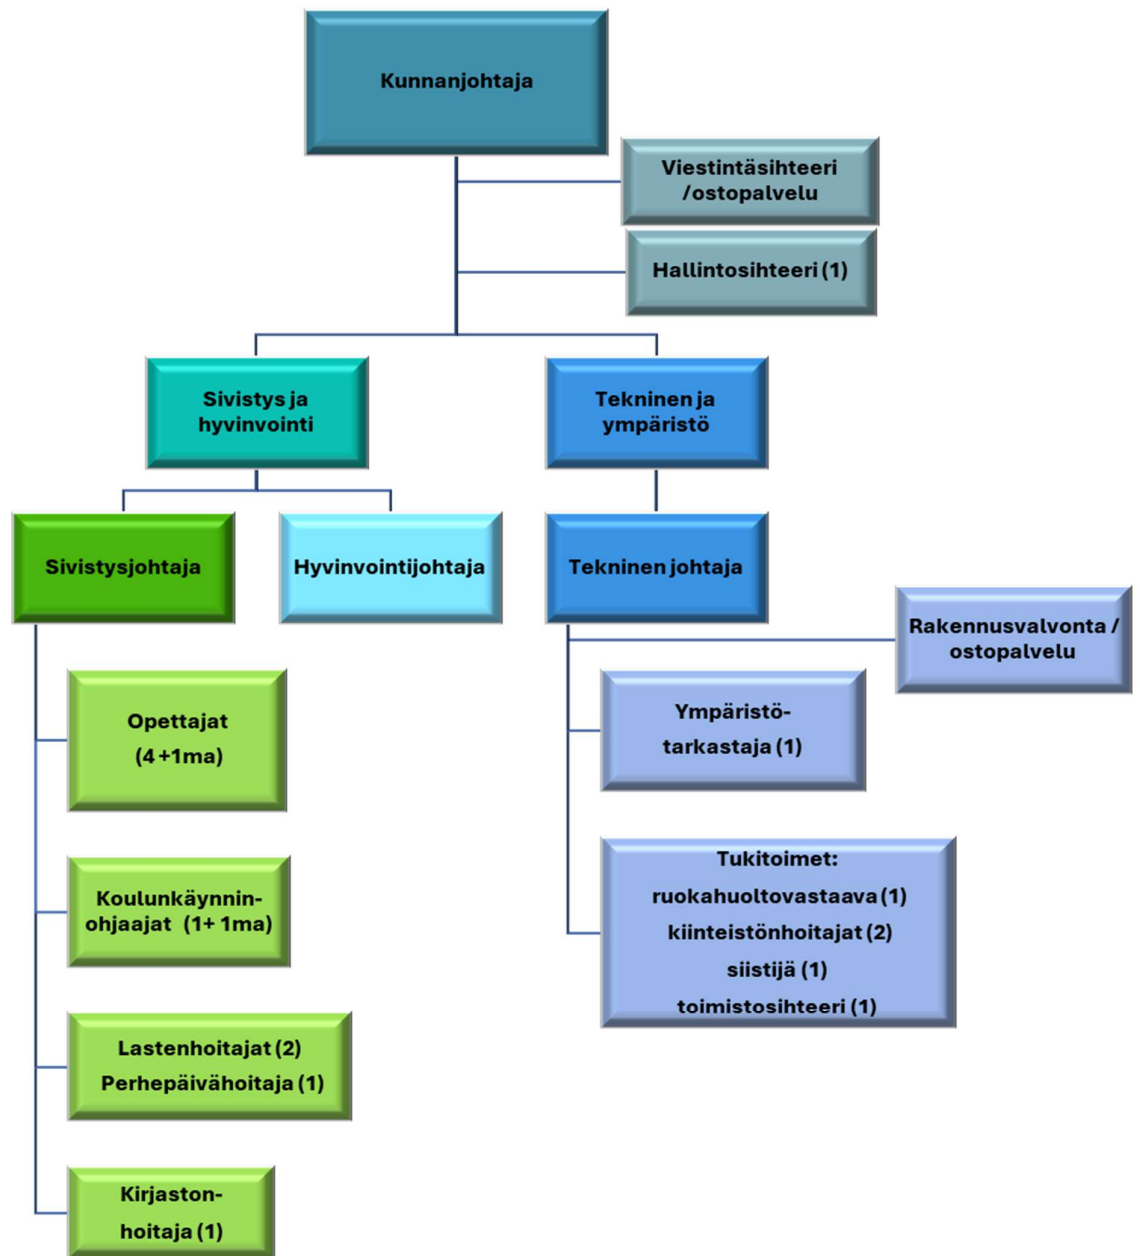 Kunnanjohtaja
Viestintäsihteeri
/ostopalvelu
Hallintosihteeri (1)
Sivistys ja
hyvinvointi
Tekninen ja
ympäristö
Sivistysjohtaja
Hyvinvointijohtaja
Tekninen johtaja
Rakennusvalvonta /
ostopalvelu
Opettajat
(4 +1ma)
Ympäristö-
tarkastaja (1)
Koulunkäynnin-
ohjaajat (1+ 1ma)
Tukitoimet:
ruokahuoltovastaava (1)
kiinteistönhoitajat (2)
siistijä (1)
toimistosihteeri (1)
Lastenhoitajat (2)
Perhepäivähoitaja (1)
Kirjaston-
hoitaja (1)